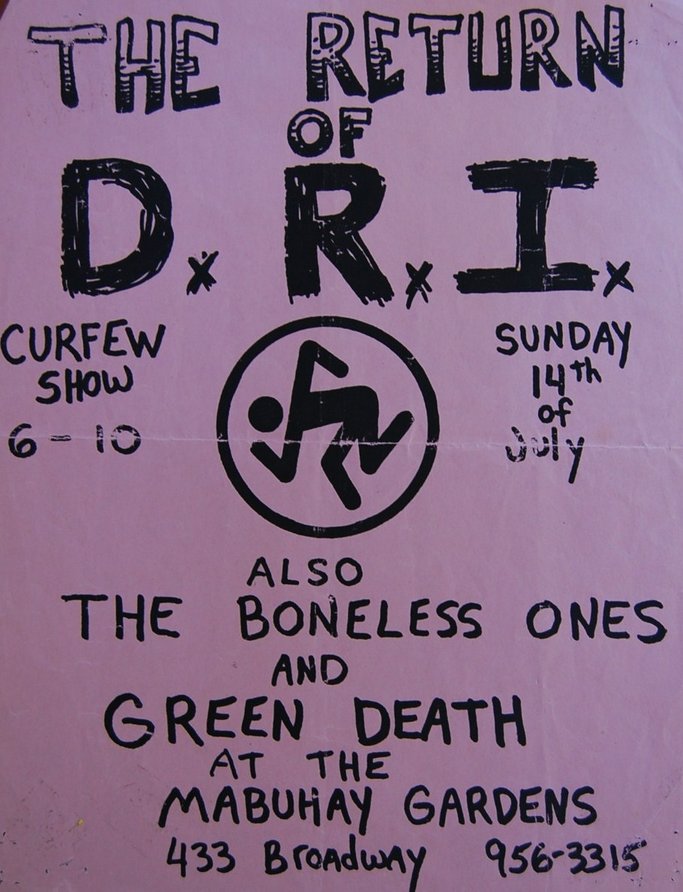 THE RETURN
OF
D. R. I.
CURFEW
SHOW
6 - 10
SUNDAY
14th
of
July
ALSO
THE BONELESS ONES
AND
GREEN DEATH
AT THE
MABUHAY GARDENS
433 Broadway 956-3315